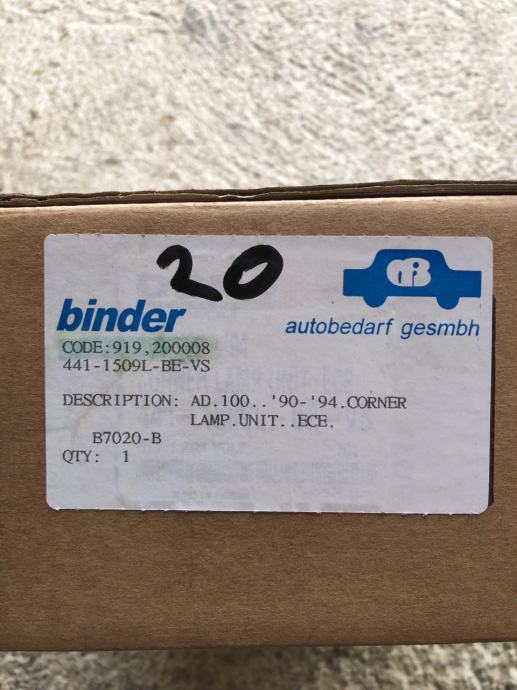 20
binder
autobedarf gesmbh
CODE:919,200008
441-1509L-BE-VS
DESCRIPTION: AD.100..'90-'94.CORNER
LAMP.UNIT..ECE.
B7020-B
QTY: 1